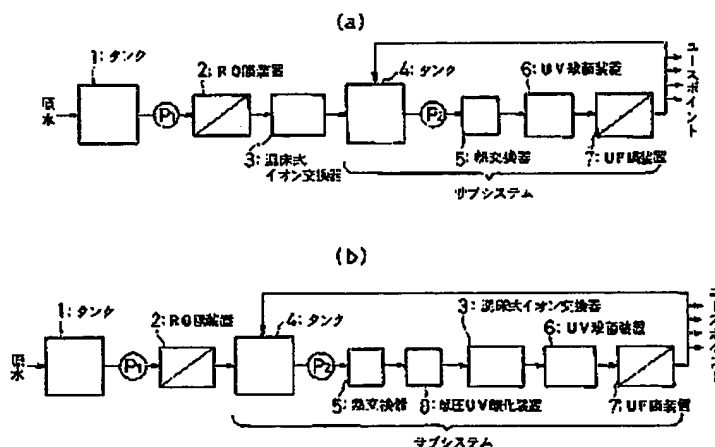 (a)
1: タンク
2: RO膜装置
4: タンク
6: UV殺菌装置
ユースポイント
原水
P1
P2
3: 混床式
イオン交換器
5: 熱交換器
7: UF膜装置
サブシステム
(b)
1: タンク
2: RO膜装置
4: タンク
3: 混床式イオン交換器
6: UV殺菌装置
原水
P1
P2
5: 熱交換器
8: 低圧UV酸化装置
7: UF膜装置
サブシステム